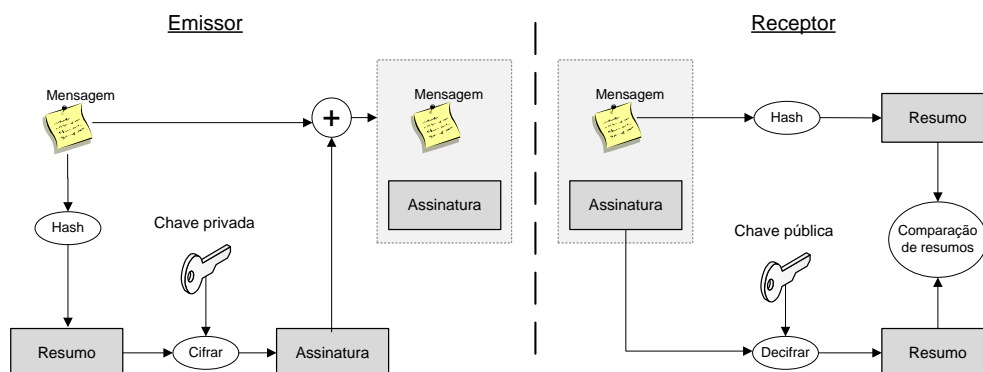 Emissor
Receptor
Mensagem
Mensagem
Mensagem
+
Hash
Resumo
Assinatura
Assinatura
Hash
Chave privada
Chave pública
Comparação
de resumos
Resumo
Cifrar
Assinatura
Decifrar
Resumo